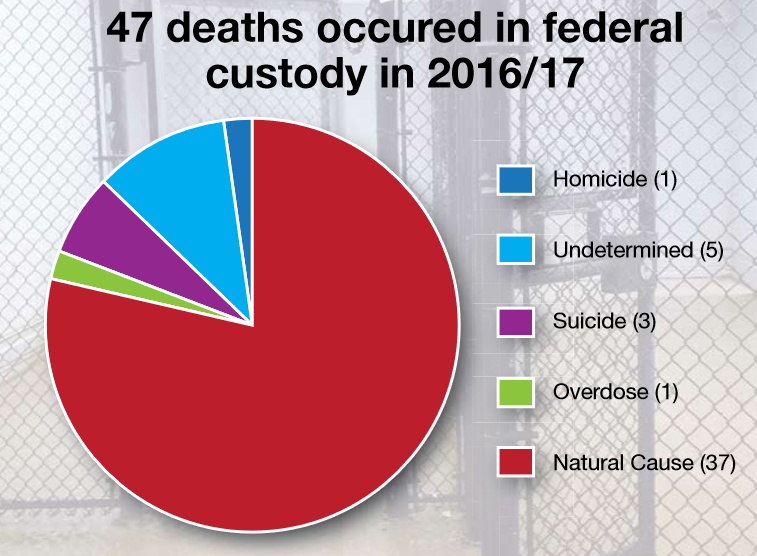 47 deaths occured in federal
custody in 2016/17
Homicide (1)
Undetermined (5)
Suicide (3)
Overdose (1)
Natural Cause (37)